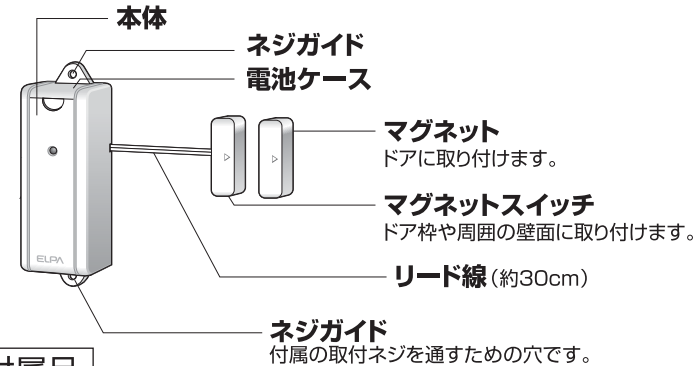 本体
ネジガイド
電池ケース
マグネット
ドアに取り付けます。
マグネットスイッチ
ドア枠や周囲の壁面に取り付けます。
リード線(約30cm)
ELPA
ネジガイド
付属の取付ネジを通すための穴です。
付属品